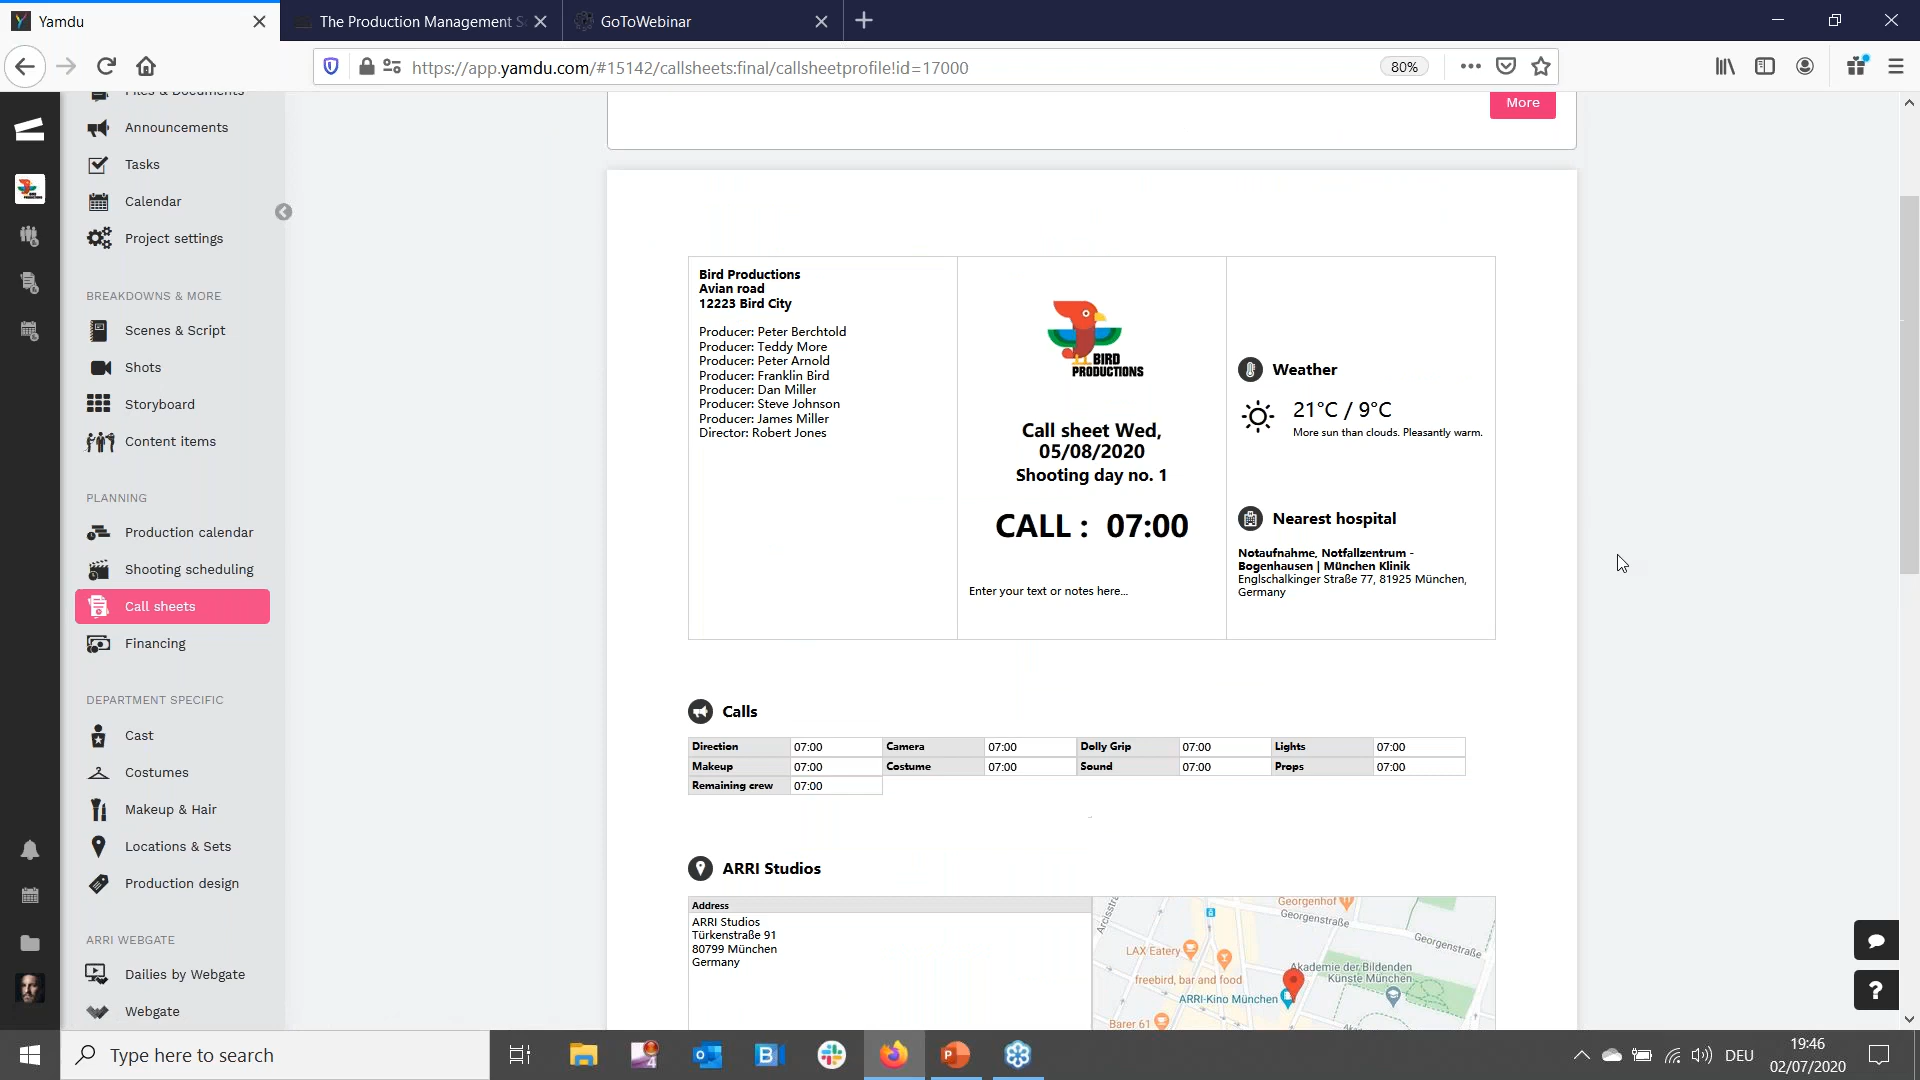 Yamdu
The Production Management S
GoToWebinar
https://app.yamdu.com/#15142/callsheets:final/callsheetprofile!id=17000
80%
Files & Documents
Announcements
Tasks
Calendar
Project settings
BREAKDOWNS & MORE
Scenes & Script
Shots
Storyboard
Content items
PLANNING
Production calendar
Shooting scheduling
Call sheets
Financing
DEPARTMENT SPECIFIC
Cast
Costumes
Makeup & Hair
Locations & Sets
Production design
ARRI WEBGATE
Dailies by Webgate
Webgate
More
Bird Productions
Avian road
12223 Bird City
Producer: Peter Berchtold
Producer: Teddy More
Producer: Peter Arnold
Producer: Franklin Bird
Producer: Dan Miller
Producer: Steve Johnson
Producer: James Miller
Director: Robert Jones
BIRD
PRODUCTIONS
Call sheet Wed,
05/08/2020
Shooting day no. 1
CALL : 07:00
Enter your text or notes here...
Weather
21°C / 9°C
More sun than clouds. Pleasantly warm.
Nearest hospital
Notaufnahme, Notfallzentrum -
Bogenhausen | München Klinik
Englschalkinger Straße 77, 81925 München,
Germany
Calls
Direction 07:00 Camera 07:00 Dolly Grip 07:00 Lights 07:00
Makeup 07:00 Costume 07:00 Sound 07:00 Props 07:00
Remaining crew 07:00
ARRI Studios
Address
ARRI Studios
Türkenstraße 91
80799 München
Germany
Arcisstra
Georgenhof
Georgenstraße
Georgenstraße
LAX Eatery
Akademie der Bildenden
Künste München
freebird, bar and food
ARRI-Kino München
Barer 61
Type here to search
DEU
19:46
02/07/2020